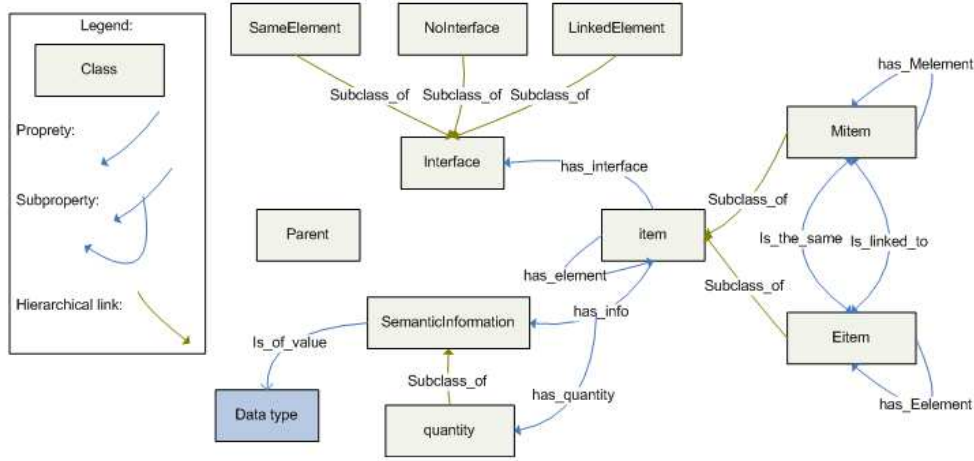 Legend:
Class
Proprety:
Subproperty:
Hierarchical link:
SameElement
NoInterface
LinkedElement
Subclass_of
Subclass_of
Subclass_of
Interface
has_interface
has_Melement
Mitem
Subclass_of
Parent
item
Is_the_same
Is_linked_to
has_element
Subclass_of
has_info
SemanticInformation
Is_of_value
Eitem
Subclass_of
has_quantity
has_Eelement
Data type
quantity